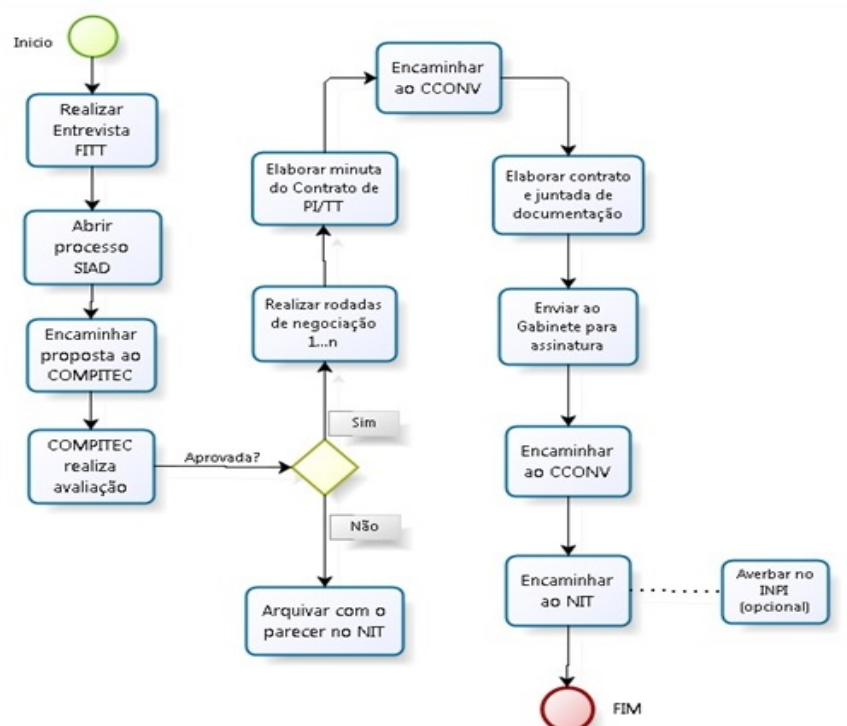 Inicio
Realizar
Entrevista
FITT
Abrir
processo
SIAD
Encaminhar
proposta ao
COMPITEC
COMPITEC
realiza
avaliação
Aprovada?
Sim
Não
Arquivar com o
parecer no NIT
Realizar rodadas
de negociação
1...n
Elaborar minuta
do Contrato de
PI/TT
Encaminhar
ao CCONV
Elaborar contrato
e juntada de
documentação
Enviar ao
Gabinete para
assinatura
Encaminhar
ao CCONV
Encaminhar
ao NIT
Averbar no
INPI
(opcional)
FIM